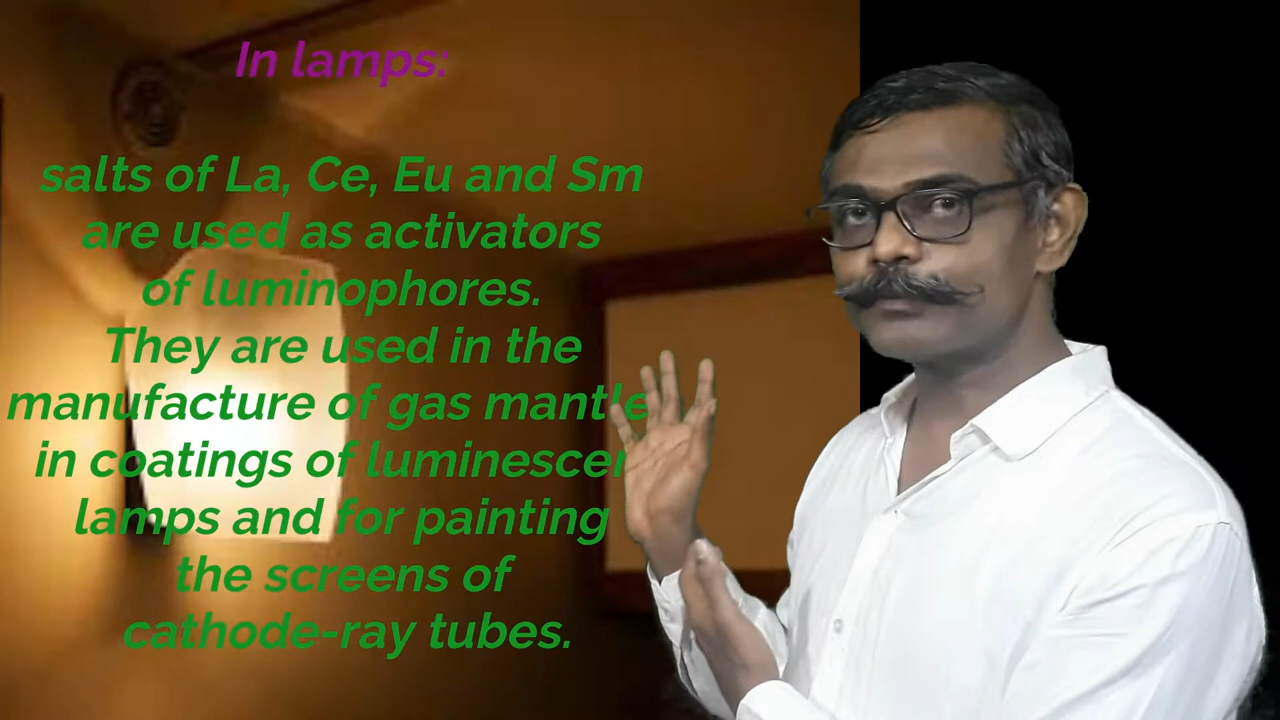 In lamps:
salts of La, Ce, Eu and Sm
are used as activators
of luminophores.
They are used in the
manufacture of gas mantle
in coatings of
lamps and for painting
the screens of
cathode-ray tubes.